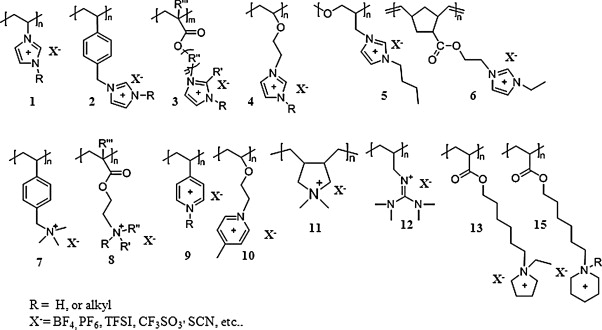 n n n R''' n n n
O O O O O
R'' O
N N N R' N N N
+ X- + X- + X- + X- + X- + X-
N R N R N R N R N N
1 2 3 4 5 6
n n R''' n n n n n n
O O O O O O O
N+ N+ R'' R R' N+ R N+ N+ N+ N N N+ N+ R
X- X- X- X- X- X- X- X-
7 8 9 10 11 12 13 15
R = H, or alkyl
X- = BF4, PF6, TFSI, CF3SO3, SCN, etc..